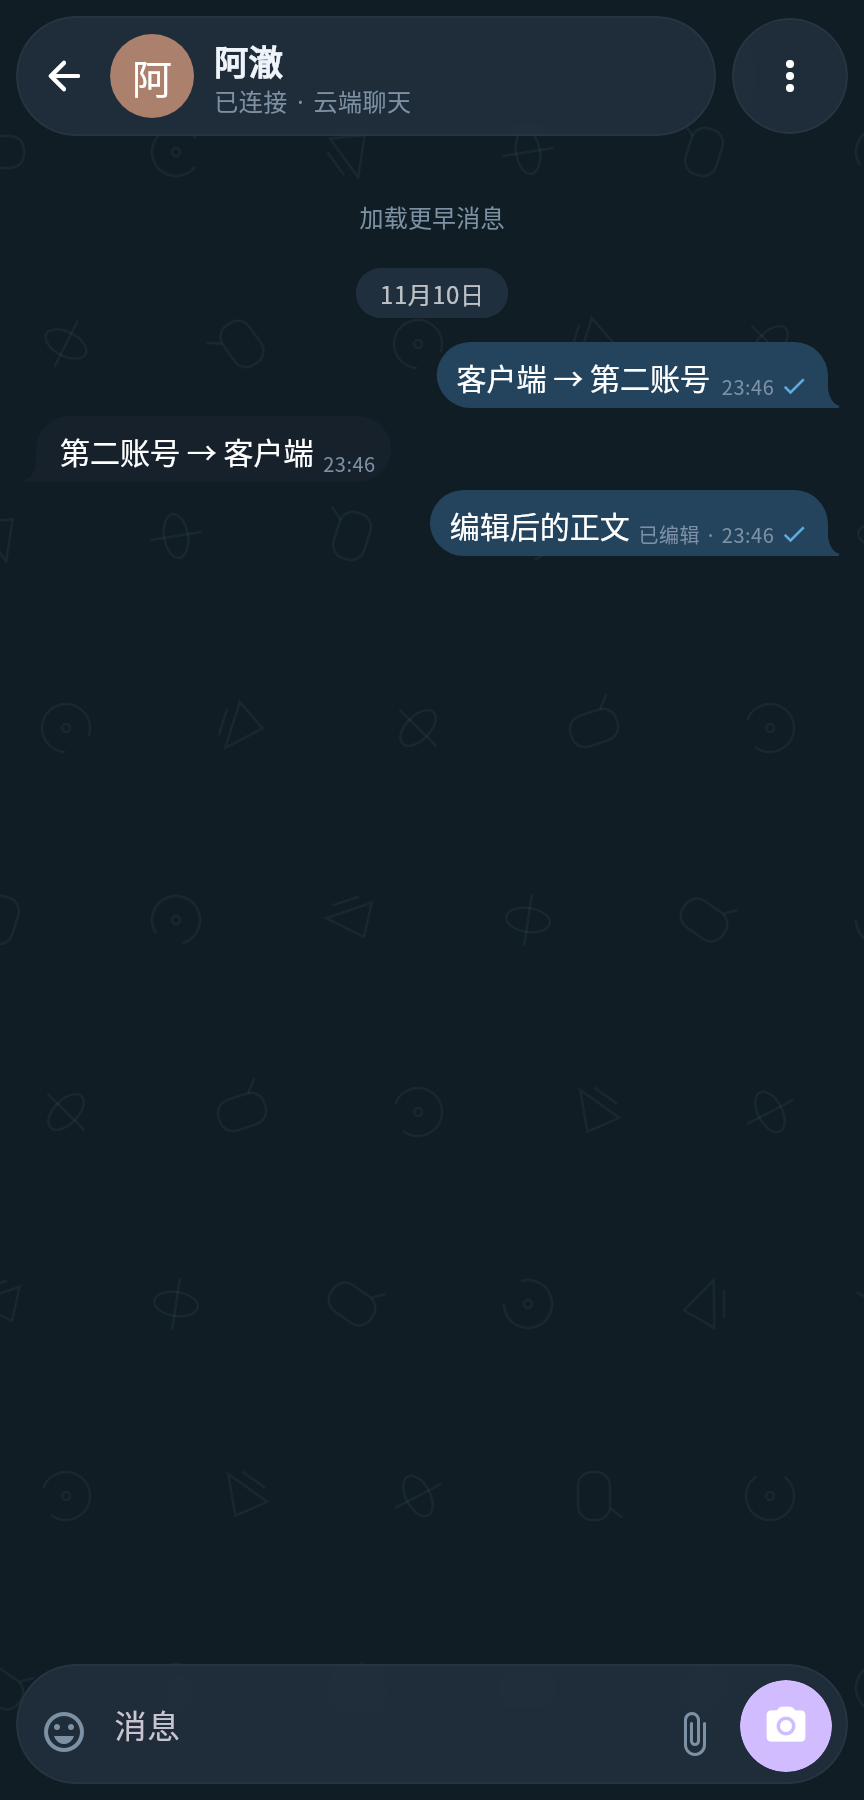 阿
阿澈
已连接 · 云端聊天
加载更早消息
11月10日
客户端 → 第二账号 23:46
第二账号 → 客户端 23:46
编辑后的正文 已编辑 · 23:46
消息